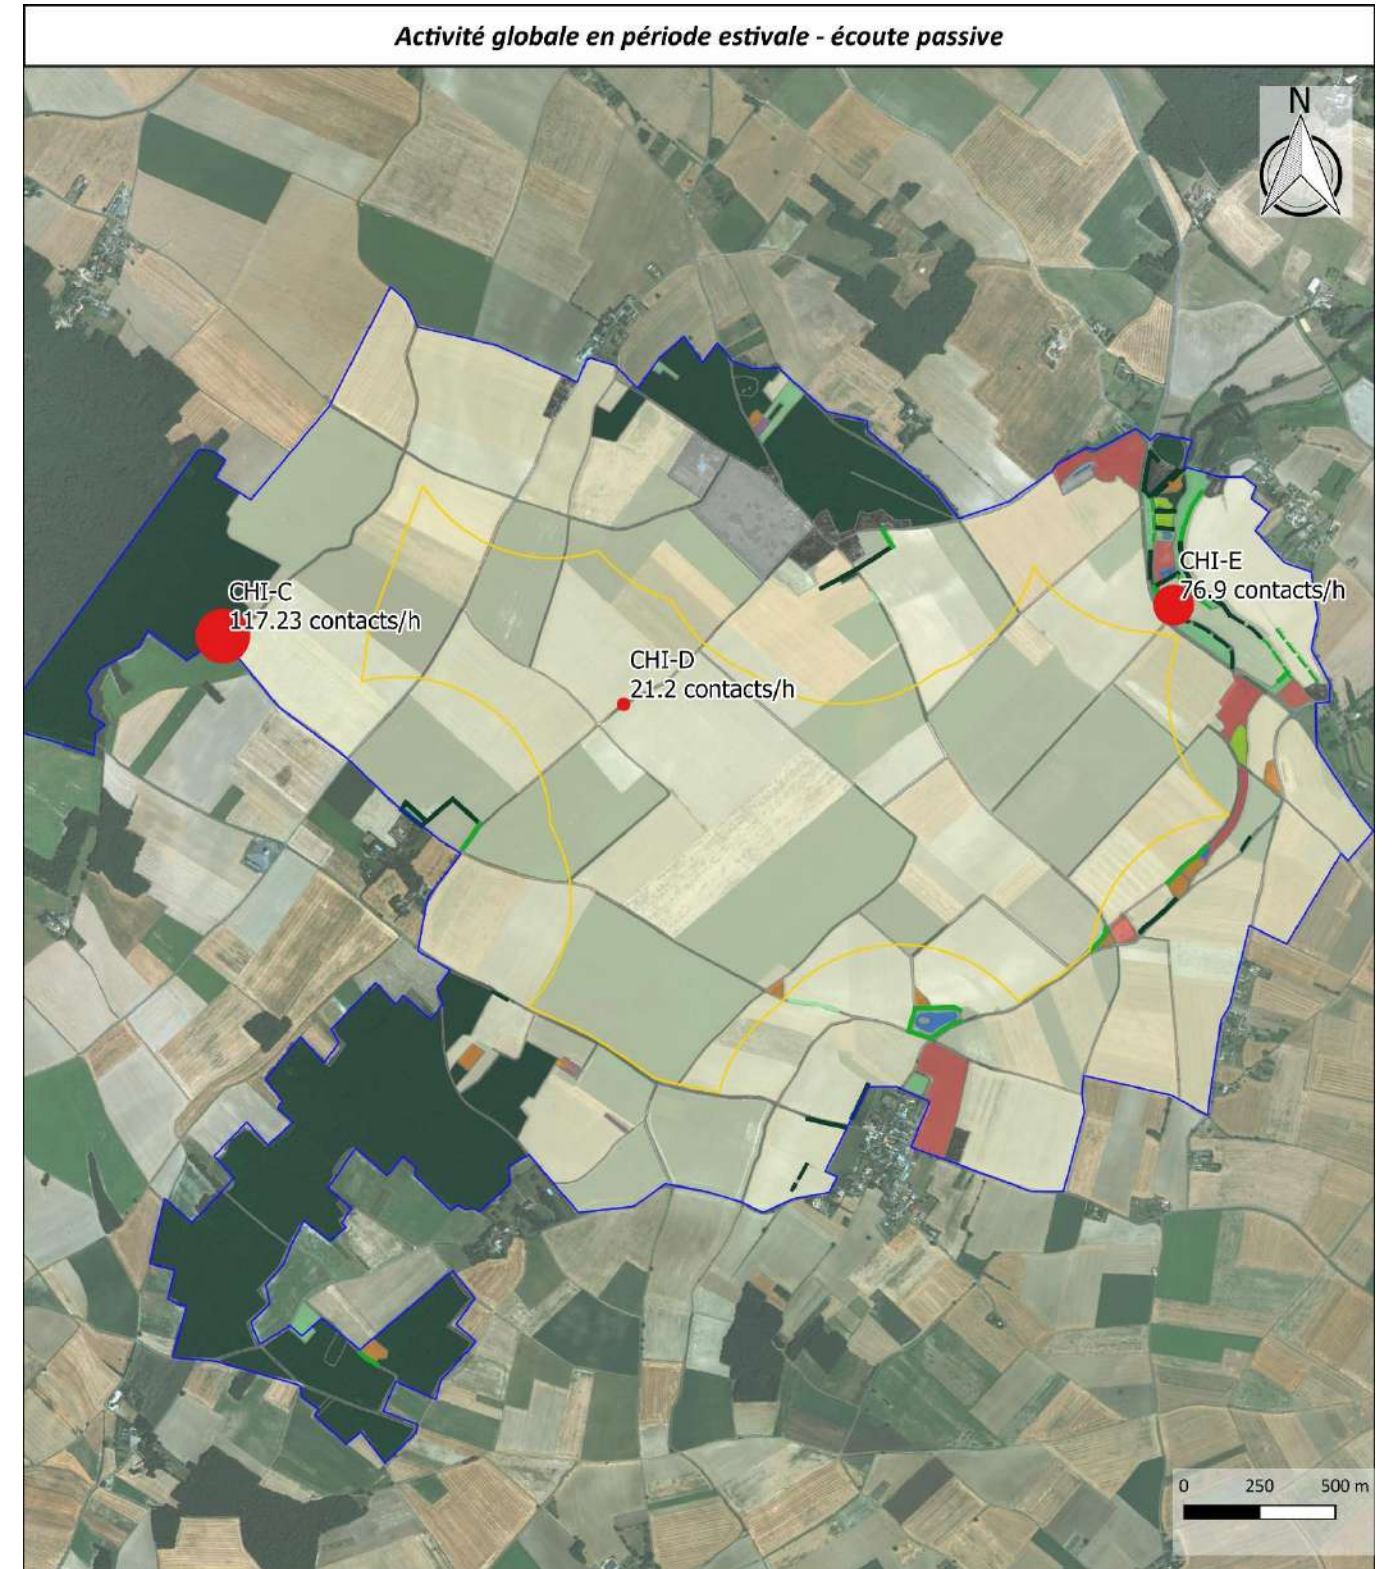 Activité globale en période estivale - écoute passive
N
CHI-E
76.9 contacts/h
CHI-C
117.23 contacts/h
CHI-D
21.2 contacts/h
0 250 500 m